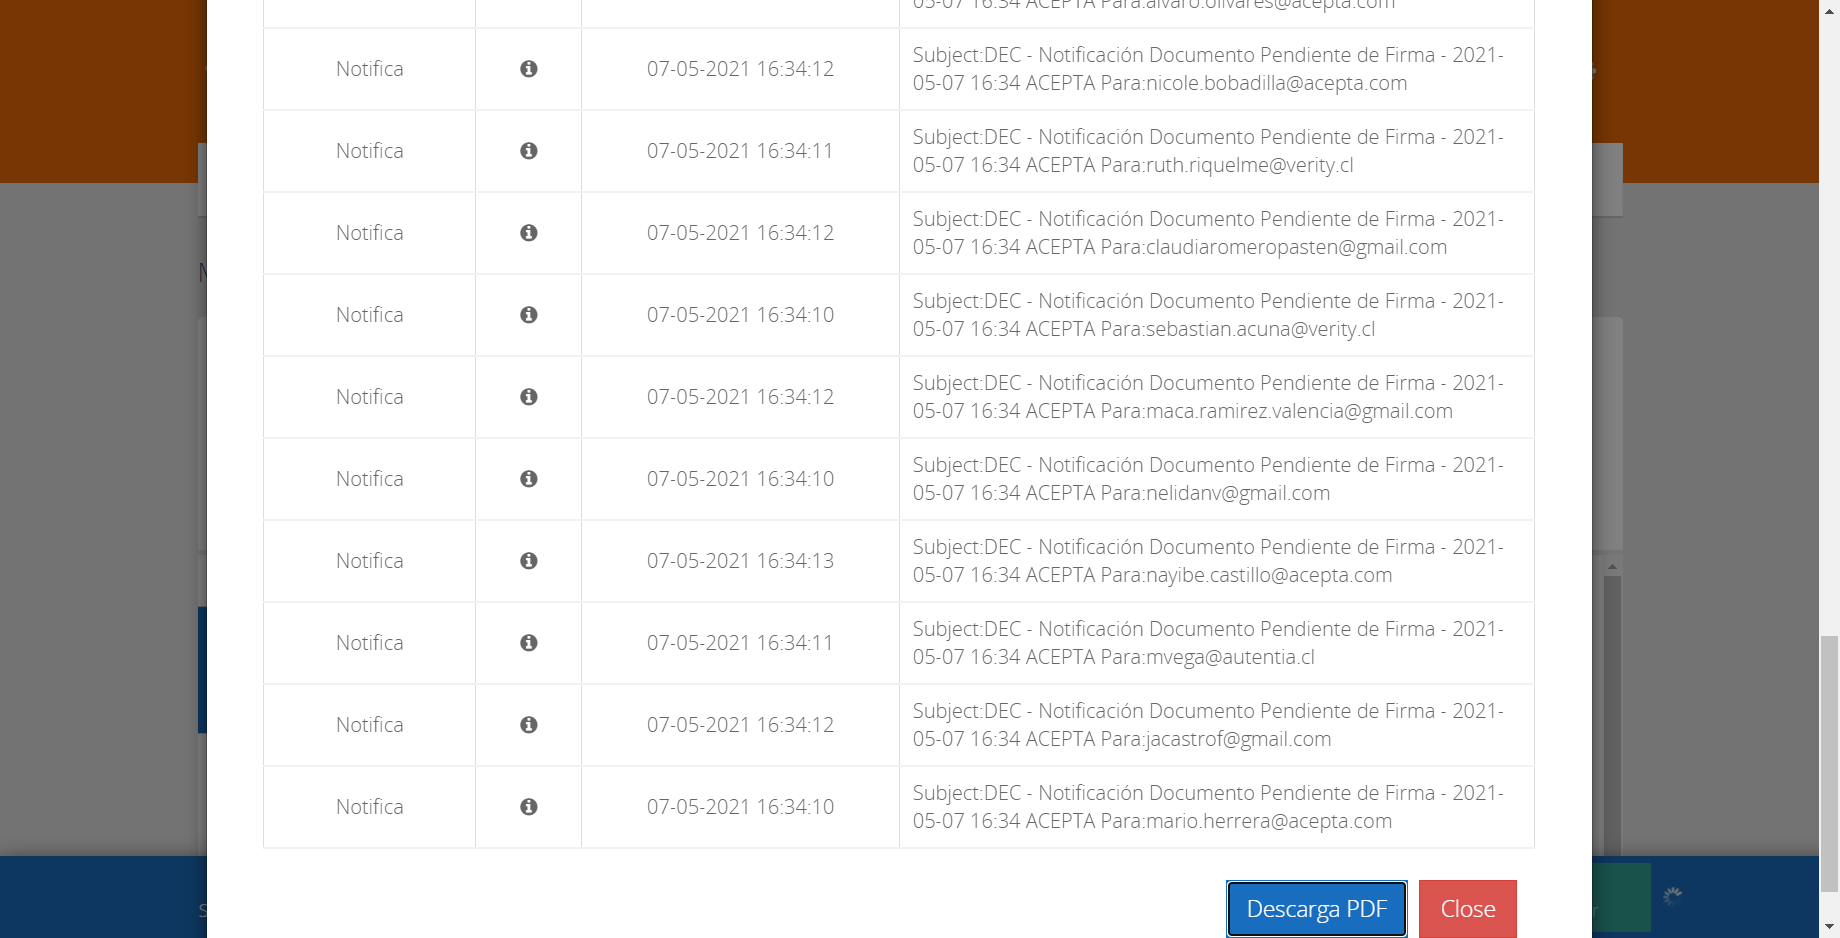 05-07 16:34 ACEPTA Para:alvaro.olivares@acepta.com
Notifica
07-05-2021 16:34:12
Subject:DEC - Notificación Documento Pendiente de Firma - 2021-
05-07 16:34 ACEPTA Para:nicole.bobadilla@acepta.com
Notifica
07-05-2021 16:34:11
Subject:DEC - Notificación Documento Pendiente de Firma - 2021-
05-07 16:34 ACEPTA Para:ruth.riquelme@verity.cl
Notifica
07-05-2021 16:34:12
Subject:DEC - Notificación Documento Pendiente de Firma - 2021-
05-07 16:34 ACEPTA Para:claudiaromeropasten@gmail.com
Notifica
07-05-2021 16:34:10
Subject:DEC - Notificación Documento Pendiente de Firma - 2021-
05-07 16:34 ACEPTA Para:sebastian.acuna@verity.cl
Notifica
07-05-2021 16:34:12
Subject:DEC - Notificación Documento Pendiente de Firma - 2021-
05-07 16:34 ACEPTA Para:maca.ramirez.valencia@gmail.com
Notifica
07-05-2021 16:34:10
Subject:DEC - Notificación Documento Pendiente de Firma - 2021-
05-07 16:34 ACEPTA Para:nelidanv@gmail.com
Notifica
07-05-2021 16:34:13
Subject:DEC - Notificación Documento Pendiente de Firma - 2021-
05-07 16:34 ACEPTA Para:nayibe.castillo@acepta.com
Notifica
07-05-2021 16:34:11
Subject:DEC - Notificación Documento Pendiente de Firma - 2021-
05-07 16:34 ACEPTA Para:mvega@autentia.cl
Notifica
07-05-2021 16:34:12
Subject:DEC - Notificación Documento Pendiente de Firma - 2021-
05-07 16:34 ACEPTA Para:jacastrof@gmail.com
Notifica
07-05-2021 16:34:10
Subject:DEC - Notificación Documento Pendiente de Firma - 2021-
05-07 16:34 ACEPTA Para:mario.herrera@acepta.com
Descarga PDF
Close